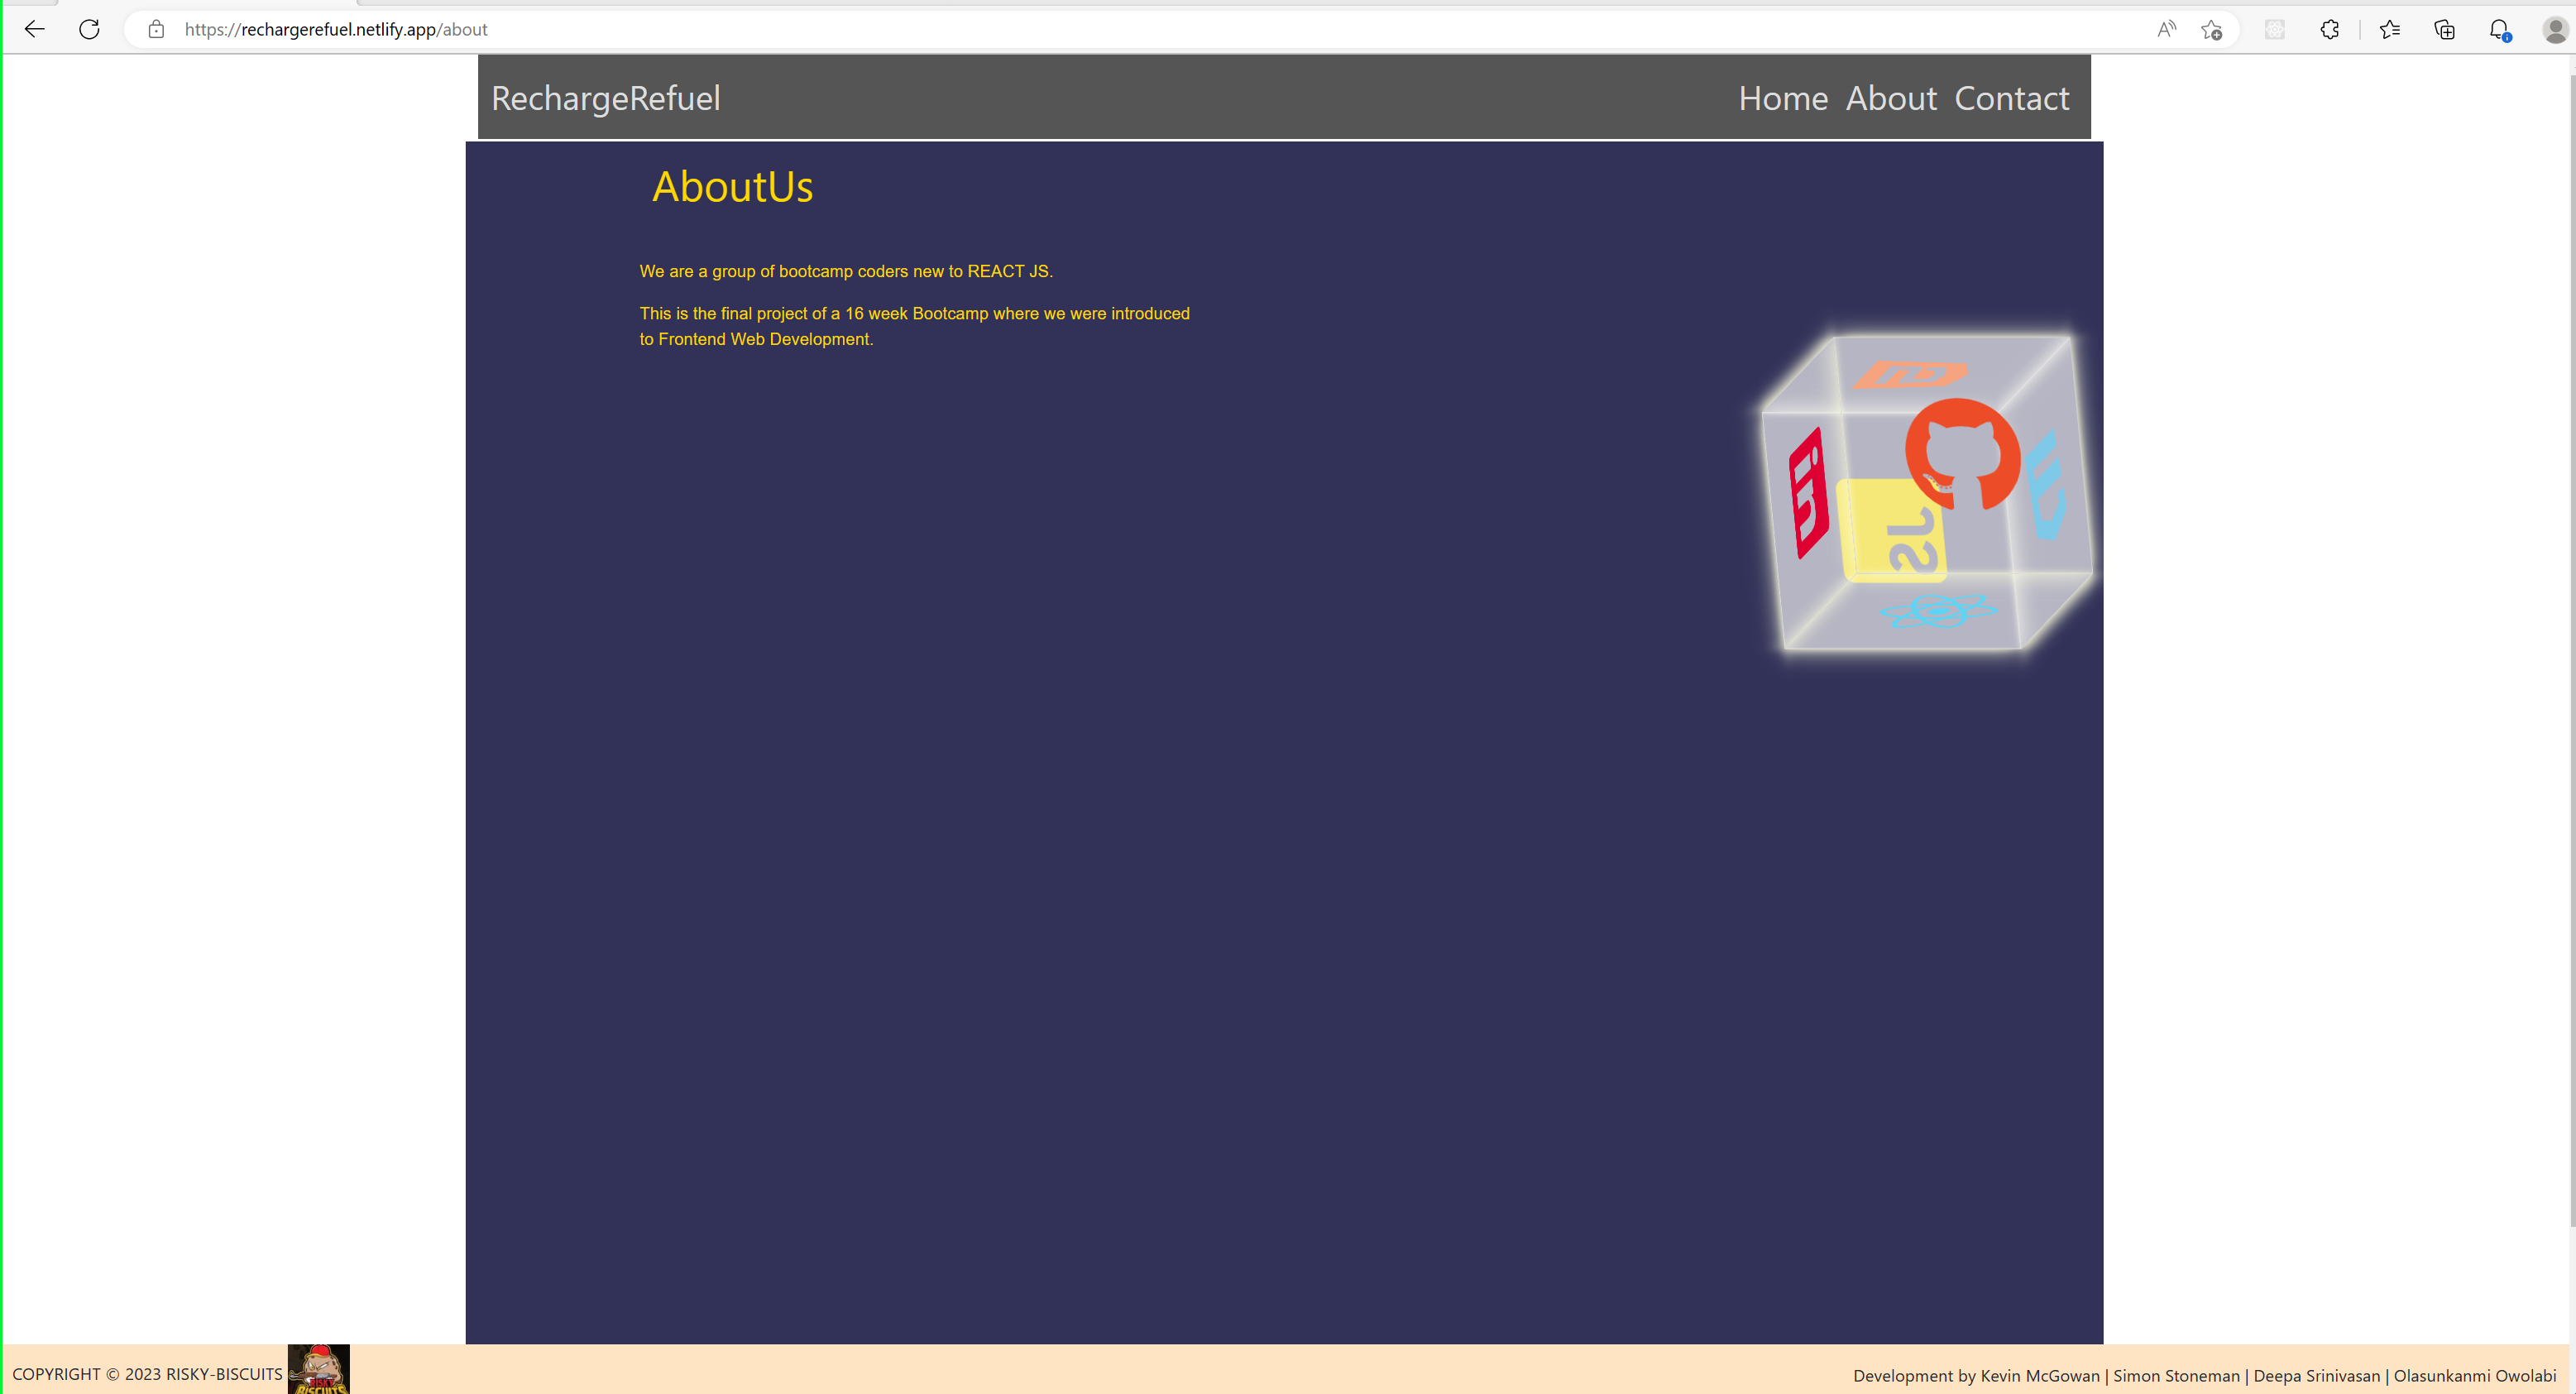 https://rechargerefuel.netlify.app/about
RechargeRefuel
Home About Contact
AboutUs
We are a group of bootcamp coders new to REACT JS.
This is the final project of a 16 week Bootcamp where we were introduced
to Frontend Web Development.
JS
COPYRIGHT © 2023 RISKY-BISCUITS
RISKY
BISCUITS
Development by Kevin McGowan | Simon Stoneman | Deepa Srinivasan | Olasunkanmi Owolabi